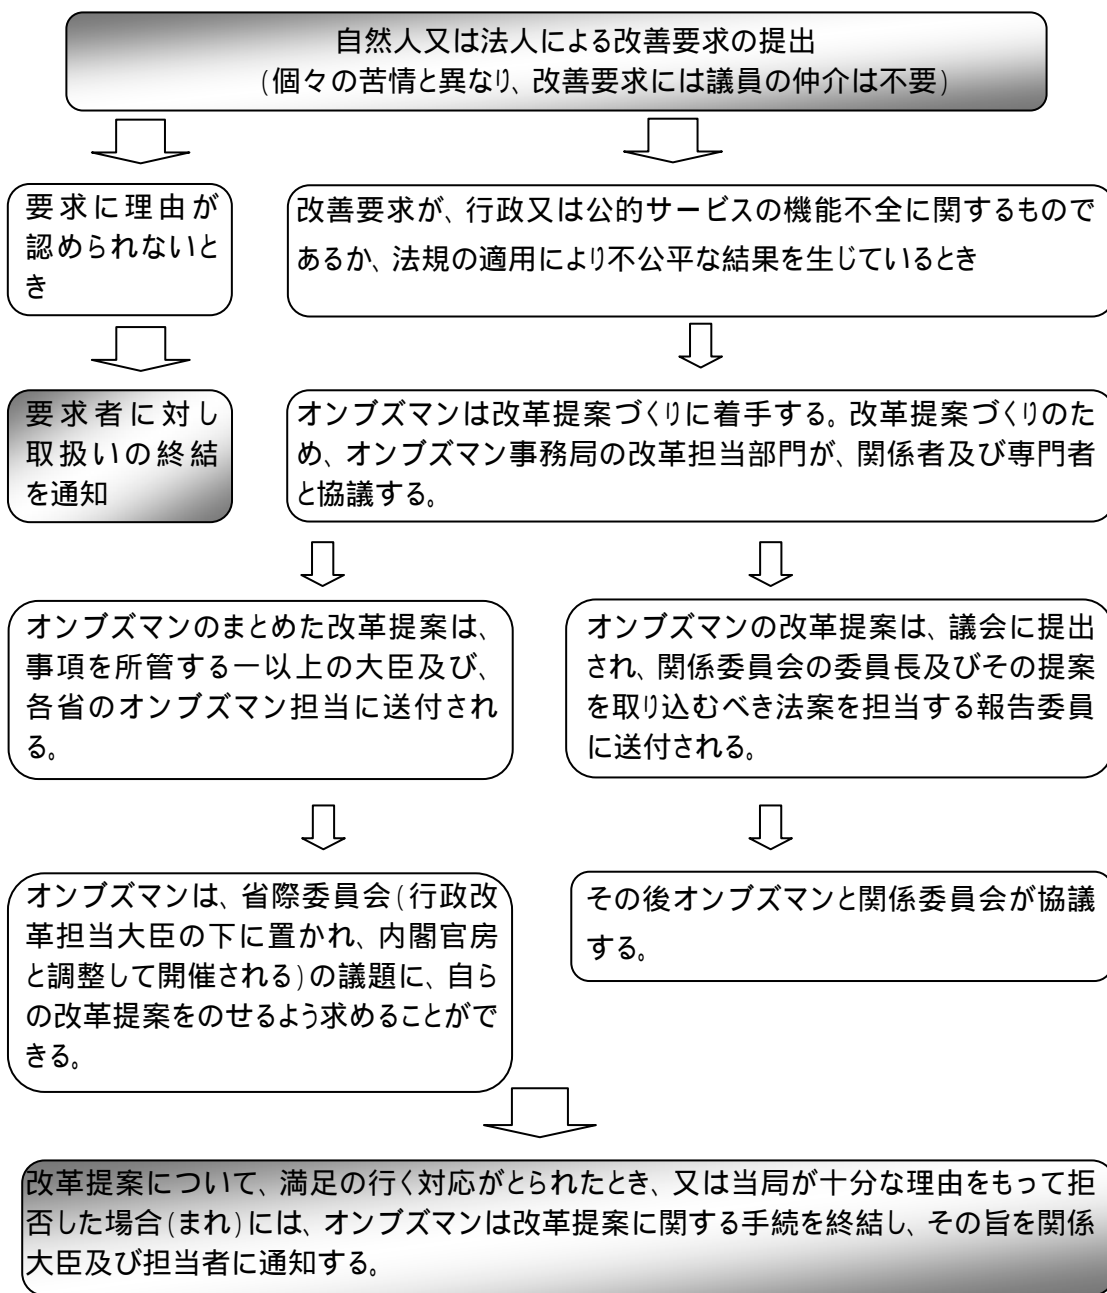 自然人又は法人による改善要求の提出
(個々の苦情と異なり、改善要求には議員の仲介は不要)
要求に理由が
認められないと
き
改善要求が、行政又は公的サービスの機能不全に関するもので
あるか、法規の適用により不公平な結果を生じているとき
要求者に対し
取扱いの終結
を通知
オンブズマンは改革提案づくりに着手する。改革提案づくりのた
め、オンブズマン事務局の改革担当部門が、関係者及び専門者
と協議する。
オンブズマンのまとめた改革提案は、
事項を所管する一以上の大臣及び、
各省のオンブズマン担当に送付され
る。
オンブズマンの改革提案は、議会に提出
され、関係委員会の委員長及びその提案
を取り込むべき法案を担当する報告委員
に送付される。
オンブズマンは、省際委員会(行政改
革担当大臣の下に置かれ、内閣官房
と調整して開催される)の議題に、自ら
の改革提案をのせるよう求めることがで
きる。
その後オンブズマンと関係委員会が協議
する。
改革提案について、満足の行く対応がとられたとき、又は当局が十分な理由をもって拒
否した場合(まれ)には、オンブズマンは改革提案に関する手続を終結し、その旨を関係
大臣及び担当者に通知する。